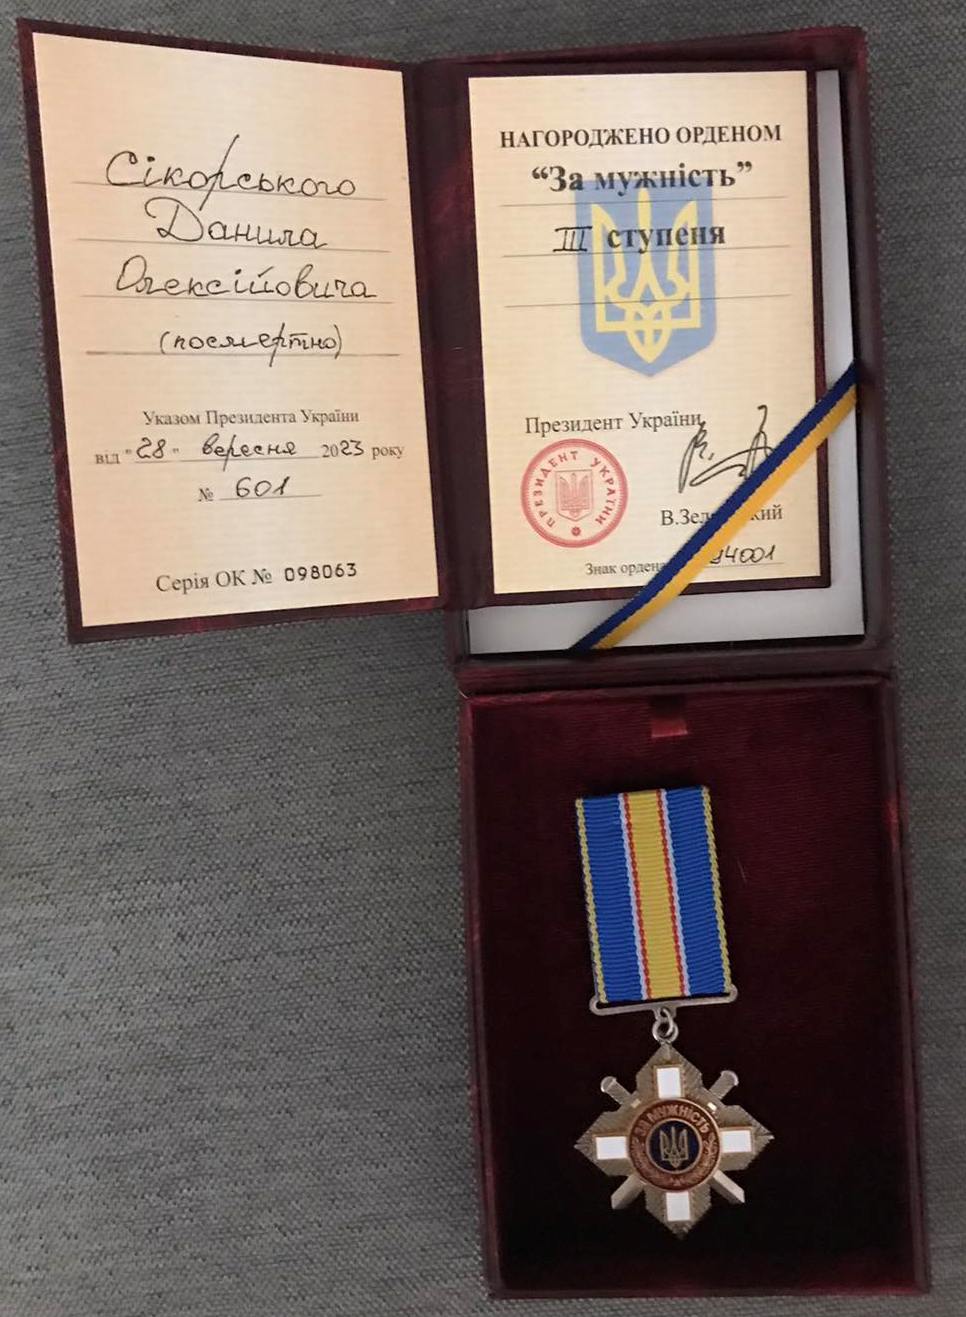 Сікорського
Данила
Олексійовича
(посмертно)
Указом Президента України
від "28" вересня 2023 року
№ 601
Серія ОК № 098063
НАГОРОДЖЕНО ОРДЕНОМ
“За мужність”
III ступеня
Президент України
ПРЕЗИДЕНТ УКРАЇНИ
Знак ордена
ЗА МУЖНІСТЬ